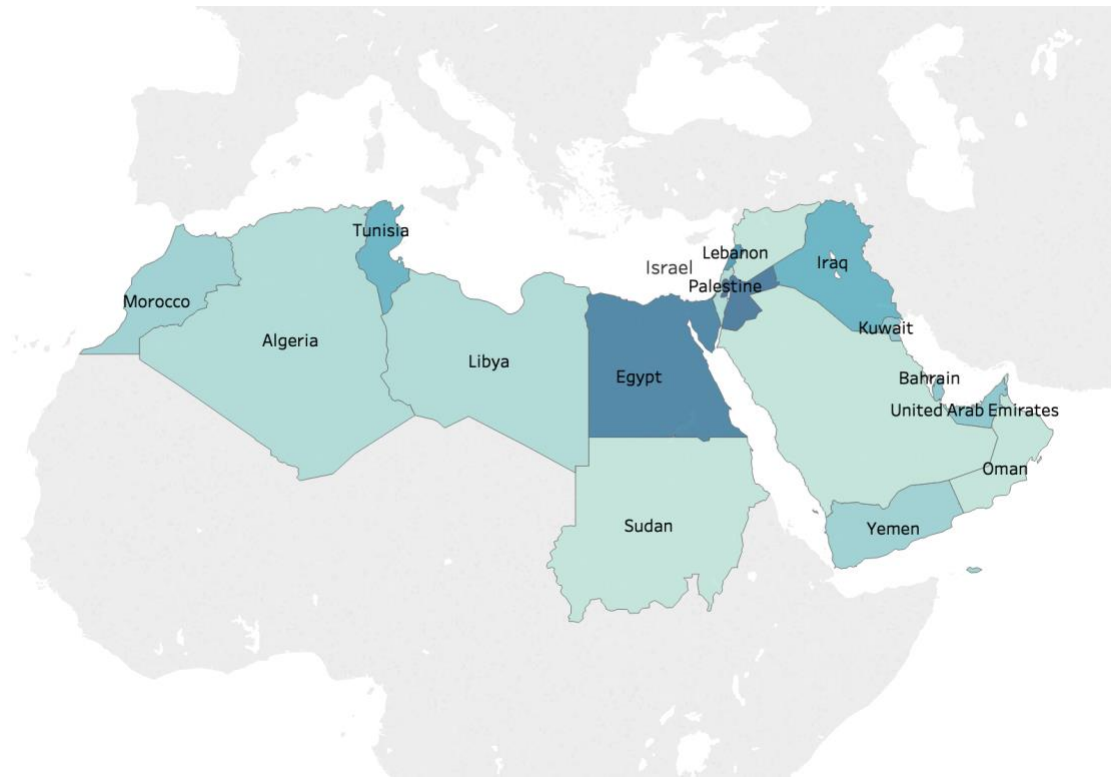 Tunisia
Lebanon
Israel
Iraq
Palestine
Morocco
Kuwait
Algeria
Libya
Egypt
Bahrain
United Arab Emirates
Oman
Sudan
Yemen